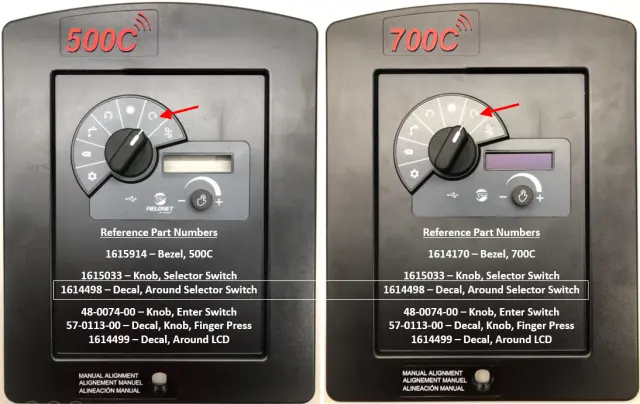 500C
FIELDNET
Reference Part Numbers
1615914 – Bezel, 500C
1615033 – Knob, Selector Switch
1614498 – Decal, Around Selector Switch
48-0074-00 – Knob, Enter Switch
57-0113-00 – Decal, Knob, Finger Press
1614499 – Decal, Around LCD
MANUAL ALIGNMENT
ALIGNEMENT MANUEL
ALINEACIÓN MANUAL
700C
Reference Part Numbers
1614170 – Bezel, 700C
1615033 – Knob, Selector Switch
1614498 – Decal, Around Selector Switch
48-0074-00 – Knob, Enter Switch
57-0113-00 – Decal, Knob, Finger Press
1614499 – Decal, Around LCD
MANUAL ALIGNMENT
ALIGNEMENT MANUEL
ALINEACIÓN MANUAL